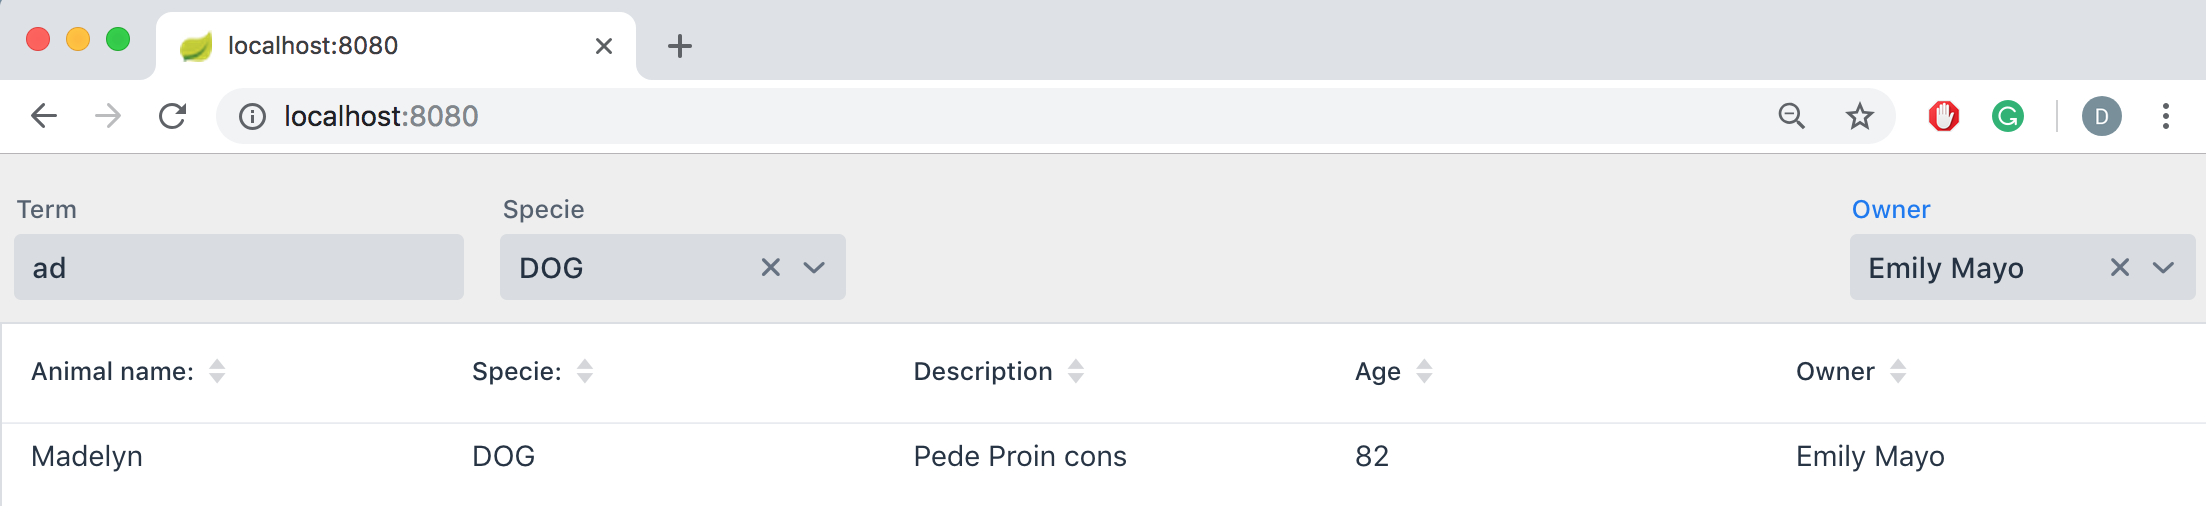 localhost:8080
localhost:8080
D
Term Specie Owner
ad DOG Emily Mayo
Animal name: Specie: Description Age Owner
Madelyn DOG Pede Proin cons 82 Emily Mayo